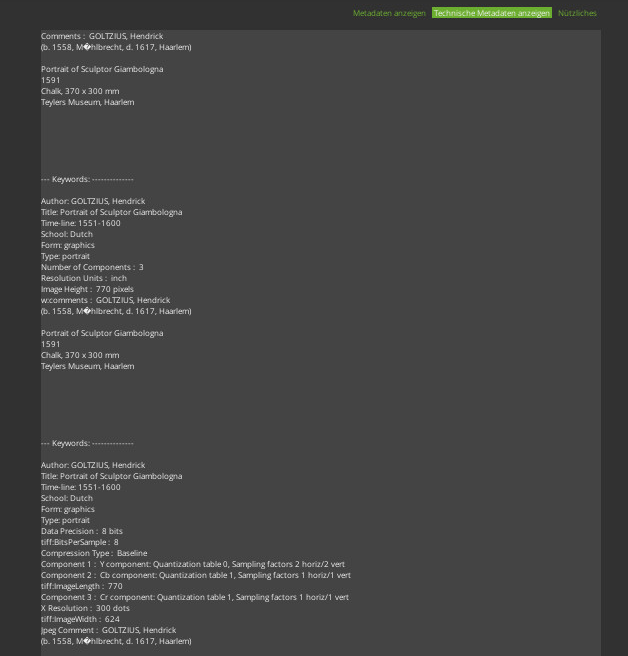 Metadaten anzeigen Technische Metadaten anzeigen Nützliches
Comments : GOLTZIUS, Hendrick
(b. 1558, M�hlbrecht, d. 1617, Haarlem)
Portrait of Sculptor Giambologna
1591
Chalk, 370 x 300 mm
Teylers Museum, Haarlem
--- Keywords: --------------
Author: GOLTZIUS, Hendrick
Title: Portrait of Sculptor Giambologna
Time-line: 1551-1600
School: Dutch
Form: graphics
Type: portrait
Number of Components : 3
Resolution Units : inch
Image Height : 770 pixels
w:comments : GOLTZIUS, Hendrick
(b. 1558, M�hlbrecht, d. 1617, Haarlem)
Portrait of Sculptor Giambologna
1591
Chalk, 370 x 300 mm
Teylers Museum, Haarlem
--- Keywords: --------------
Author: GOLTZIUS, Hendrick
Title: Portrait of Sculptor Giambologna
Time-line: 1551-1600
School: Dutch
Form: graphics
Type: portrait
Data Precision : 8 bits
tiff:BitsPerSample : 8
Compression Type : Baseline
Component 1 : Y component: Quantization table 0, Sampling factors 2 horiz/2 vert
Component 2 : Cb component: Quantization table 1, Sampling factors 1 horiz/1 vert
tiff:ImageLength : 770
Component 3 : Cr component: Quantization table 1, Sampling factors 1 horiz/1 vert
X Resolution : 300 dots
tiff:ImageWidth : 624
Jpeg Comment : GOLTZIUS, Hendrick
(b. 1558, M�hlbrecht, d. 1617, Haarlem)